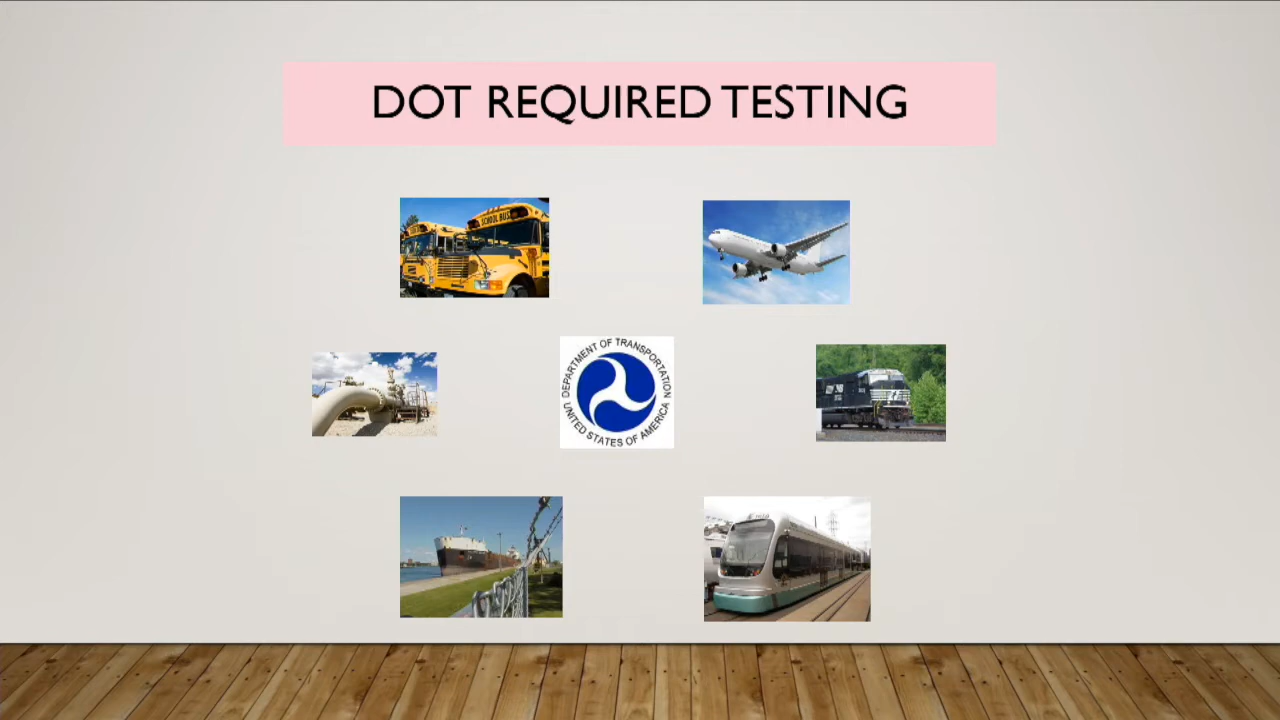 DOT REQUIRED TESTING
SCHOOL BUS
DEPARTMENT OF TRANSPORTATION
UNITED STATES OF AMERICA